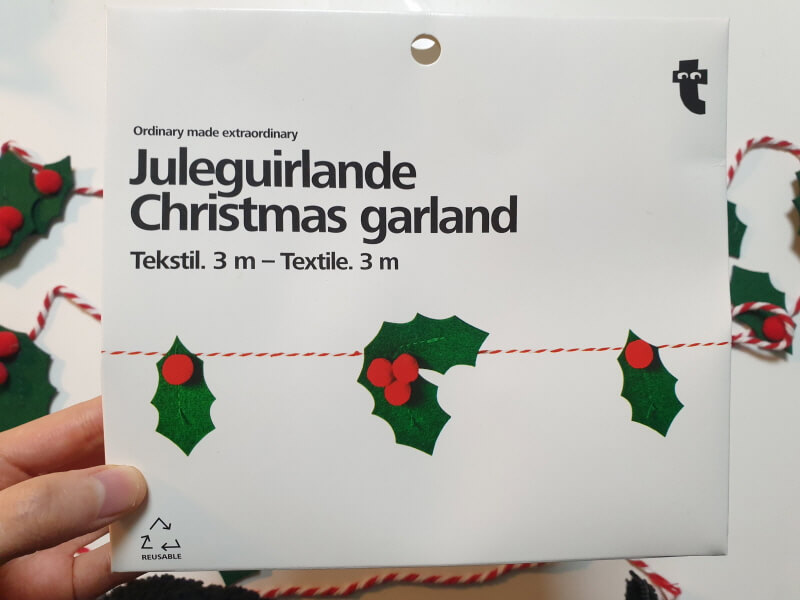 t
Ordinary made extraordinary
Juleguirlande
Christmas garland
Tekstil. 3 m – Textile. 3 m
REUSABLE